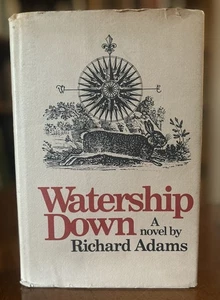 Watership
Down
A
novel by
Richard Adams